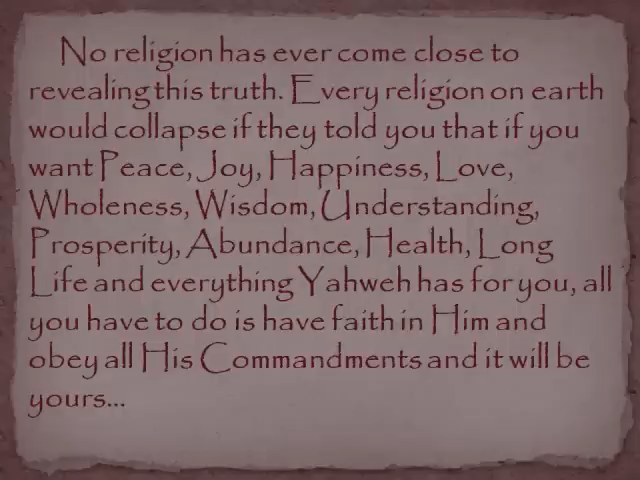 No religion has ever come close to
revealing this truth. Every religion on earth
would collapse if they told you that if you
want Peace, Joy, Happiness, Love,
Wholeness, Wisdom, Understanding,
Prosperity, Abundance, Health, Long
Life and everything Yahweh has for you, all
you have to do is have faith in Him and
obey all His Commandments and it will be
yours...